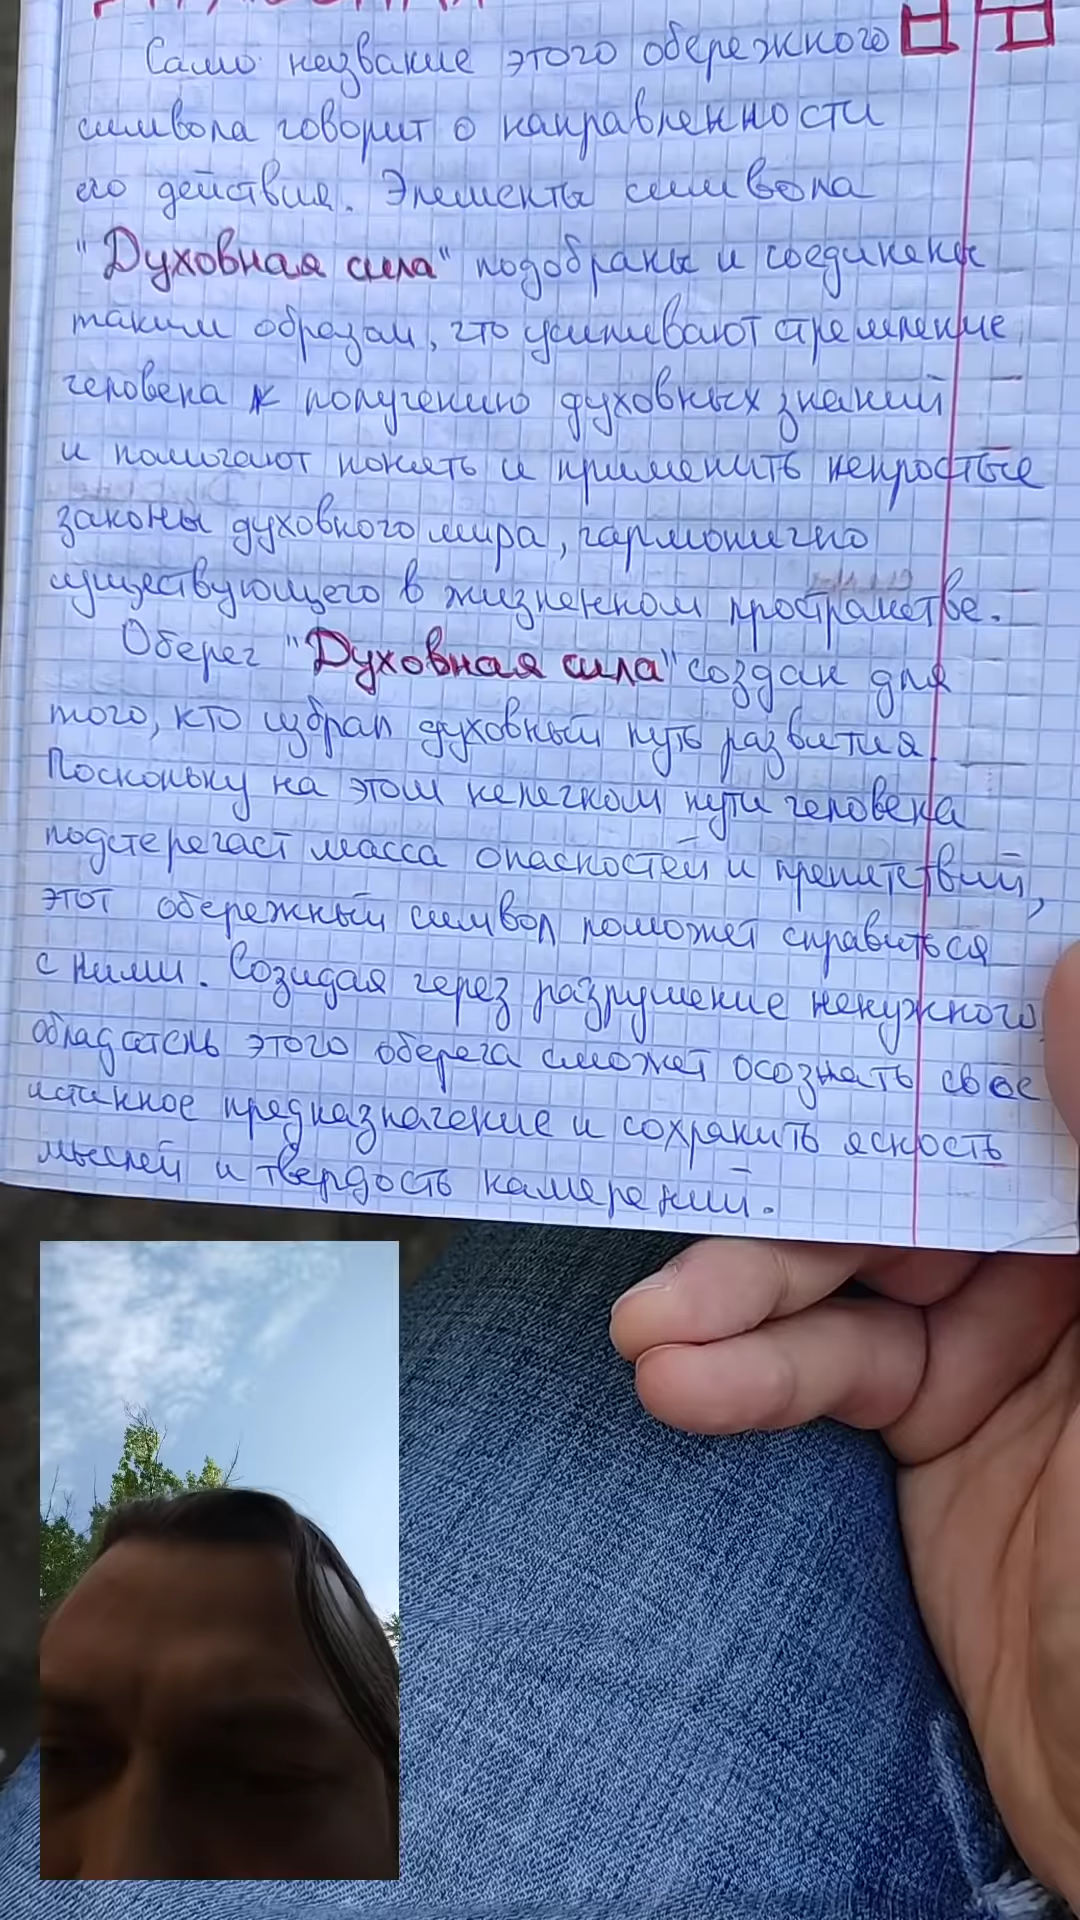 Само название этого обережного
символа говорит о направленности
его действия. Элементы символа
"Духовная сила" подобраны и соединены
таким образом, что усиливают стремление
человека к получению духовных знаний
и помогают понять и применить непростые
законы духовного мира, гармонично
существующего в жизненном пространстве.
Оберег "Духовная сила" создан для
того, кто избрал духовный путь развития.
Поскольку на этом нелегком пути человека
подстерегает масса опасностей и препятствий,
этот обережный символ поможет справиться
с ними. Созидая через разрушение ненужного
обладатель этого оберега сможет осознать свое
истинное предназначение и сохранить ясность
мыслей и твердость намерений.